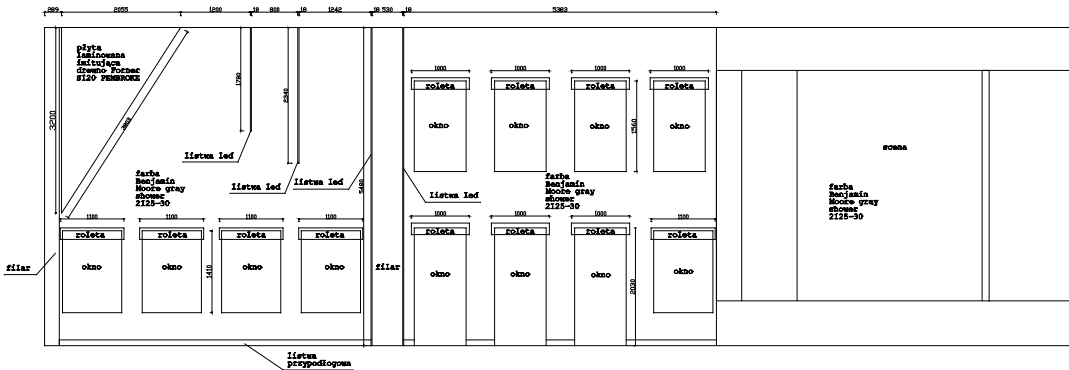 289 2055 1200 18 800 18 1242 18 530 18 5383
płyta
laminowana
imitująca
drewno Forner
S120 PEMBROKE
3200
1780
2340
5480
listwa led
listwa led
listwa led
listwa led
farba
Benjamin
Moore gray
shower
2125-30
1000 1000 1000 1000
roleta roleta roleta roleta
okno okno okno okno
1560
farba
Benjamin
Moore gray
shower
2125-30
scena
farba
Benjamin
Moore gray
shower
2125-30
1100 1100 1100 1100
roleta roleta roleta roleta
okno okno okno okno
1410
filar
filar
1000 1000 1000 1100
roleta roleta roleta roleta
okno okno okno okno
2030
listwa
przypodłogowa